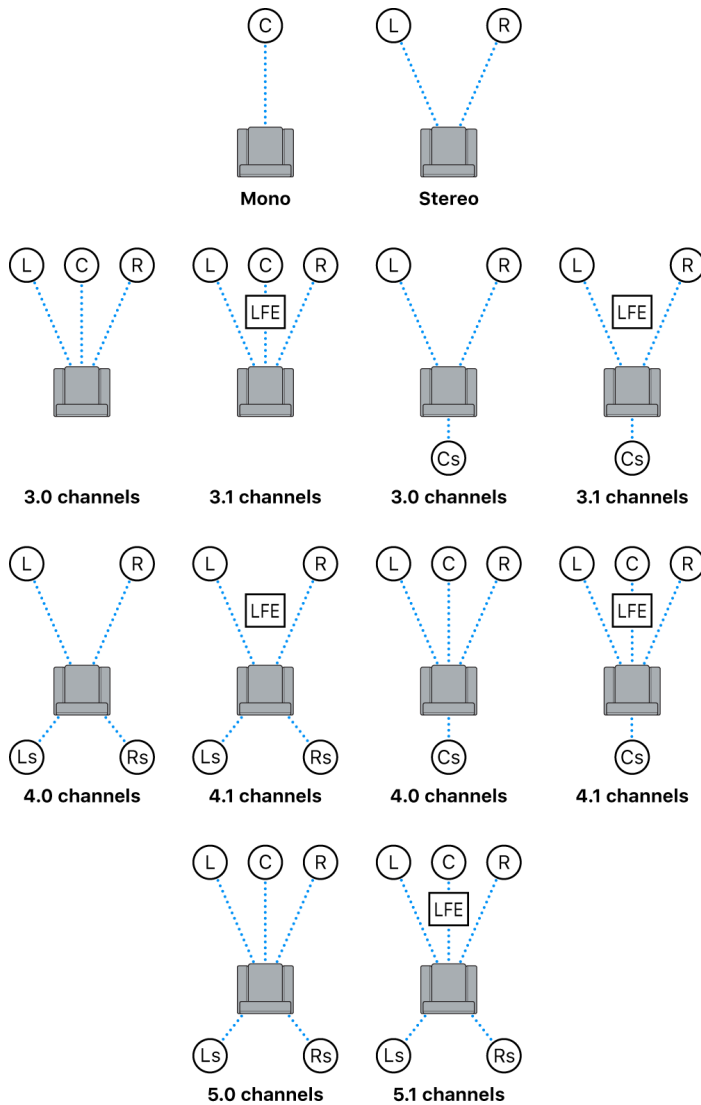 C L R
Mono Stereo
L C R L C R L R L R
LFE LFE
Cs Cs
3.0 channels 3.1 channels 3.0 channels 3.1 channels
L R L R L C R L C R
LFE LFE
Ls Rs Ls Rs Cs Cs
4.0 channels 4.1 channels 4.0 channels 4.1 channels
L C R L C R
LFE
Ls Rs Ls Rs
5.0 channels 5.1 channels